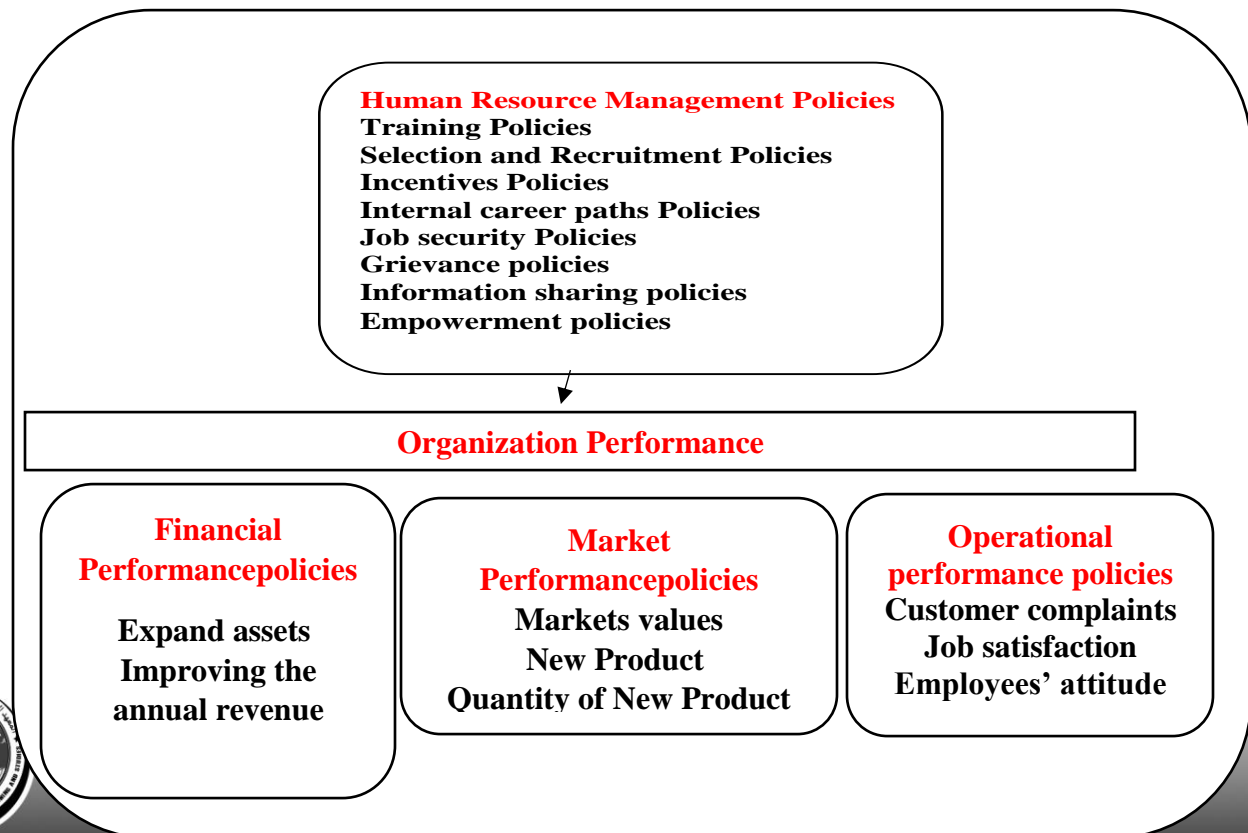 Human Resource Management Policies
Training Policies
Selection and Recruitment Policies
Incentives Policies
Internal career paths Policies
Job security Policies
Grievance policies
Information sharing policies
Empowerment policies
Organization Performance
Financial
Performancepolicies
Expand assets
Improving the
annual revenue
Market
Performancepolicies
Markets values
New Product
Quantity of New Product
Operational
performance policies
Customer complaints
Job satisfaction
Employees’ attitude